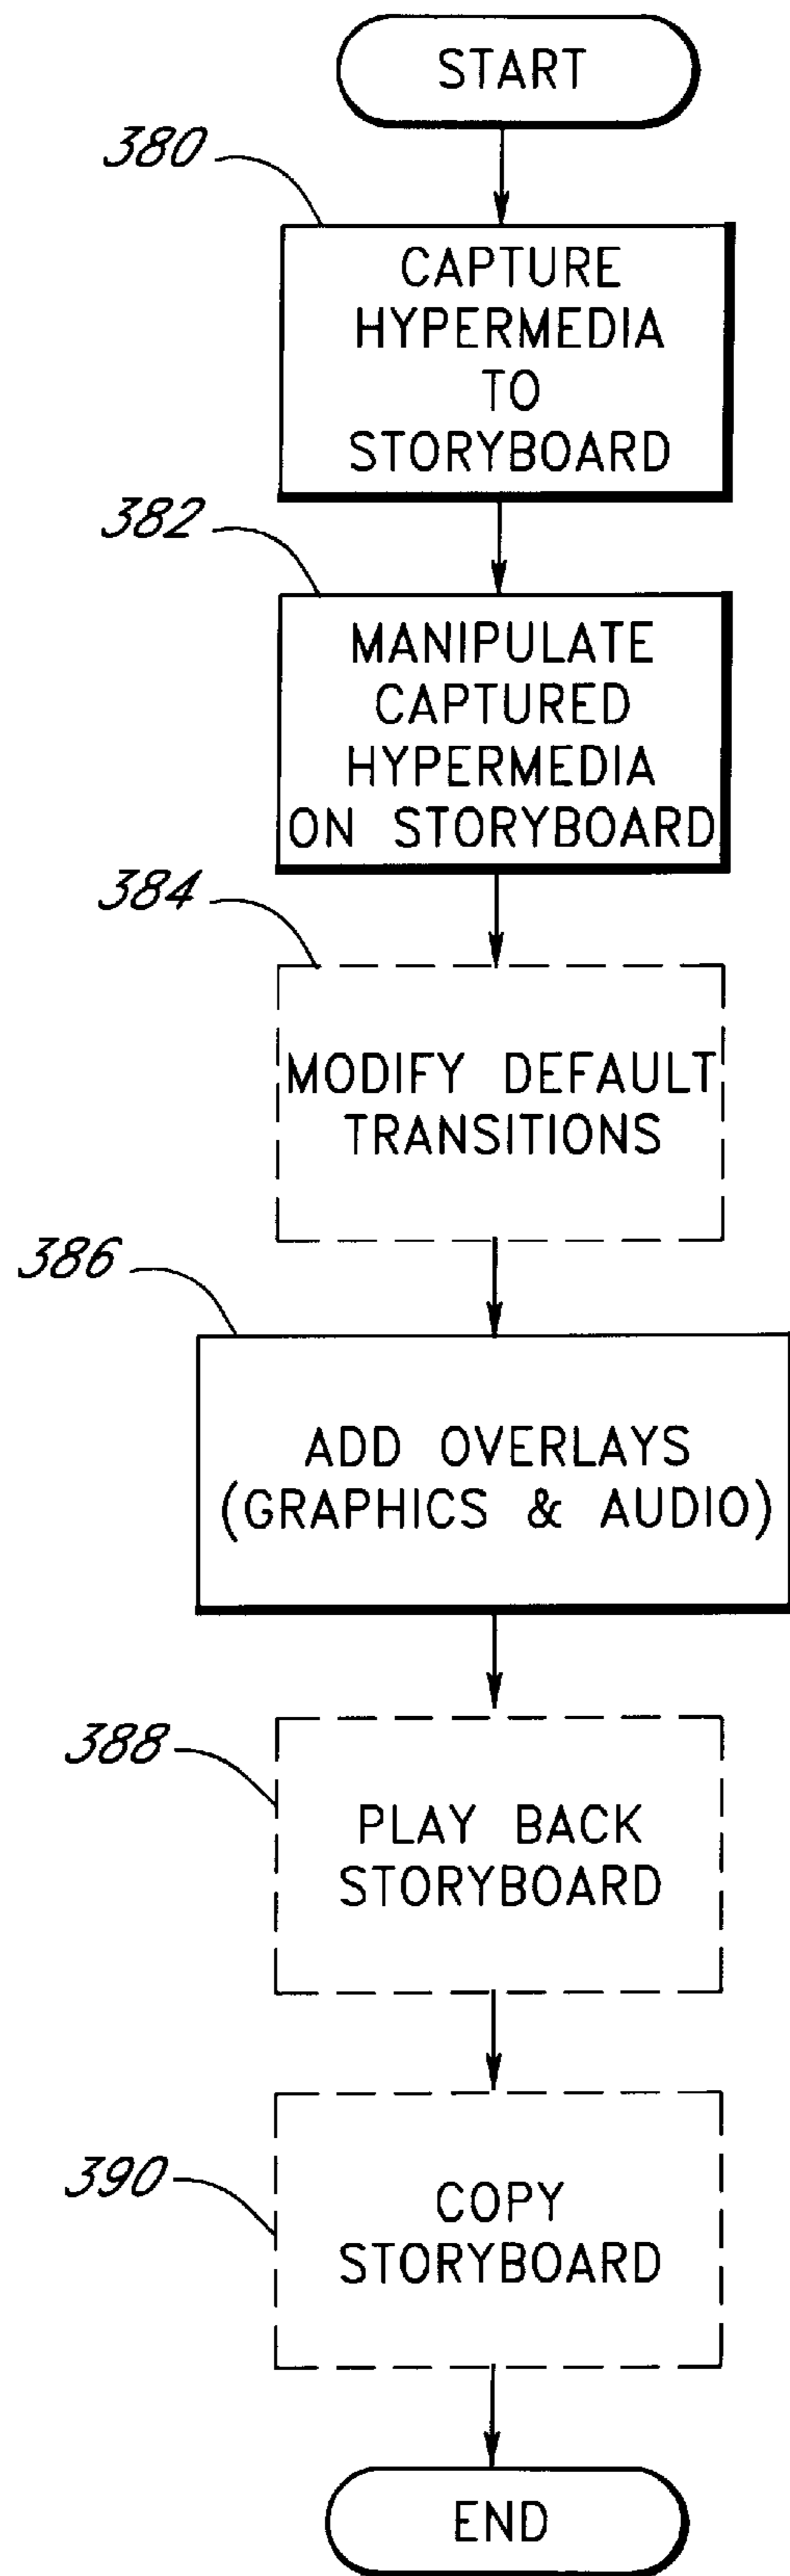 START
380
CAPTURE
HYPERMEDIA
TO
STORYBOARD
382
MANIPULATE
CAPTURED
HYPERMEDIA
ON STORYBOARD
384
MODIFY DEFAULT
TRANSITIONS
386
ADD OVERLAYS
(GRAPHICS & AUDIO)
388
PLAY BACK
STORYBOARD
390
COPY
STORYBOARD
END